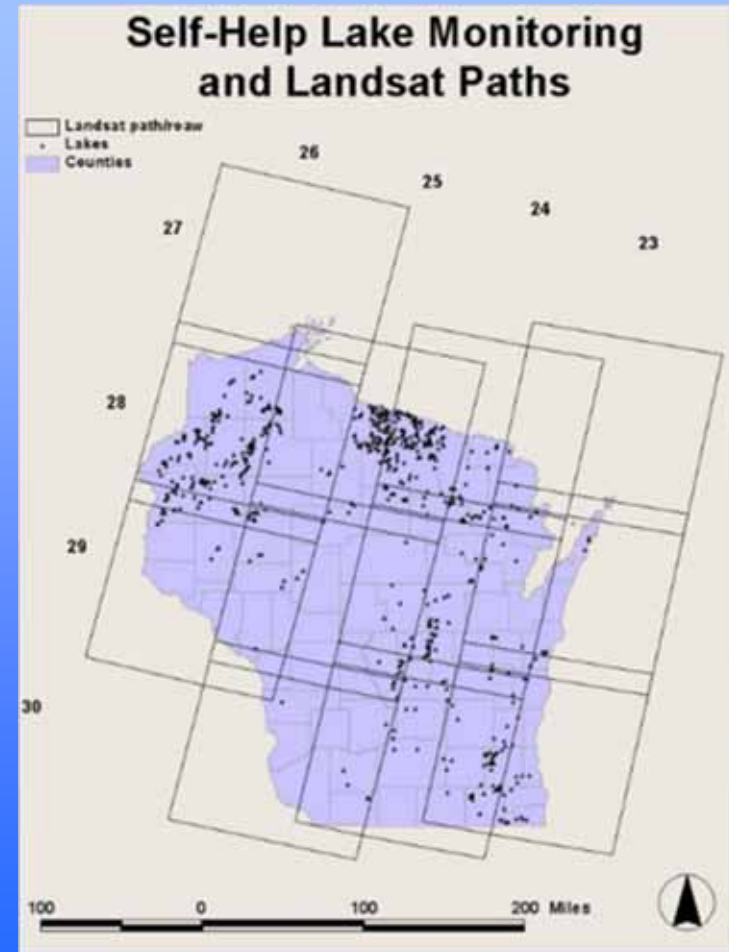 Self-Help Lake Monitoring
and Landsat Paths
Landsat path/roaw
Lakes
Counties
26
25
24
23
27
28
29
30
100 0 100 200 Miles